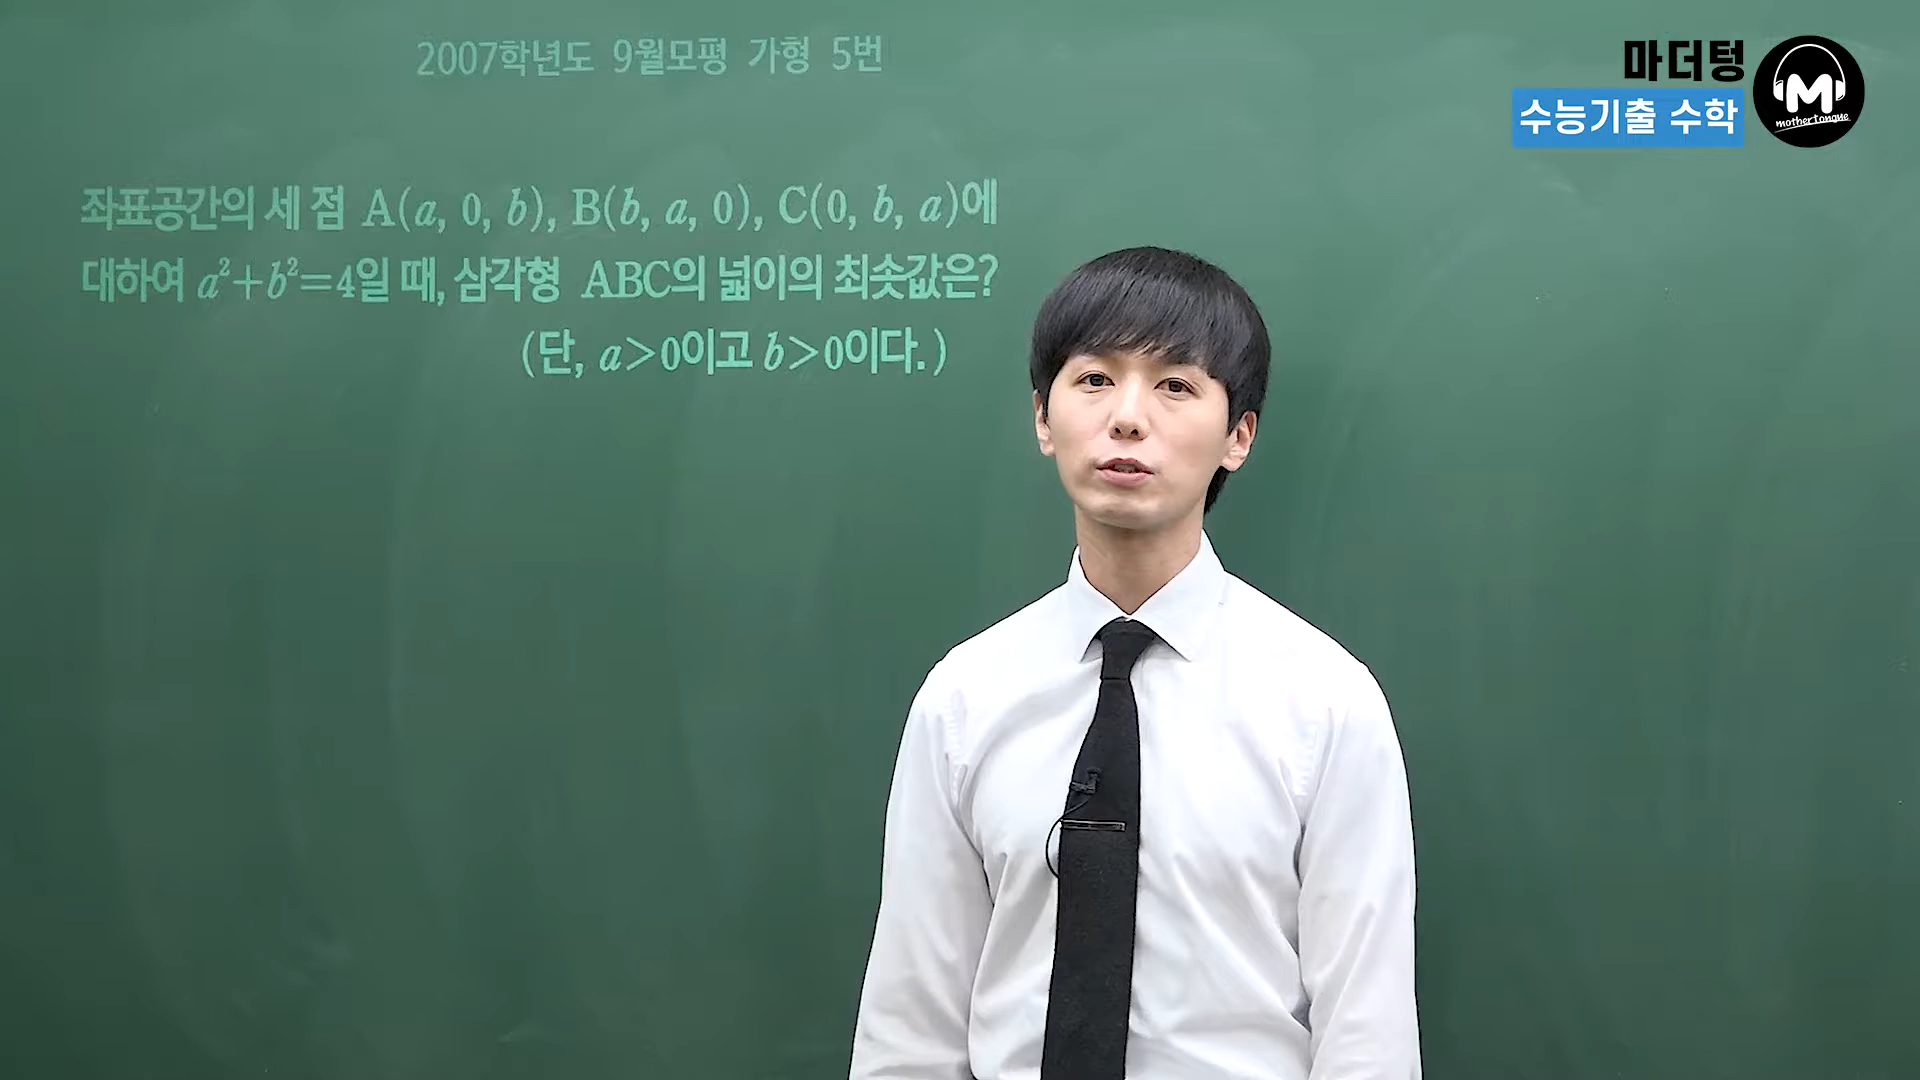 2007학년도 9월모평 가형 5번
마더텅
수능기출 수학
M
mothertongue
좌표공간의 세 점 A(a, 0, b), B(b, a, 0), C(0, b, a)에
대하여 a²+b²=4일 때, 삼각형 ABC의 넓이의 최솟값은?
(단, a>0이고 b>0이다.)